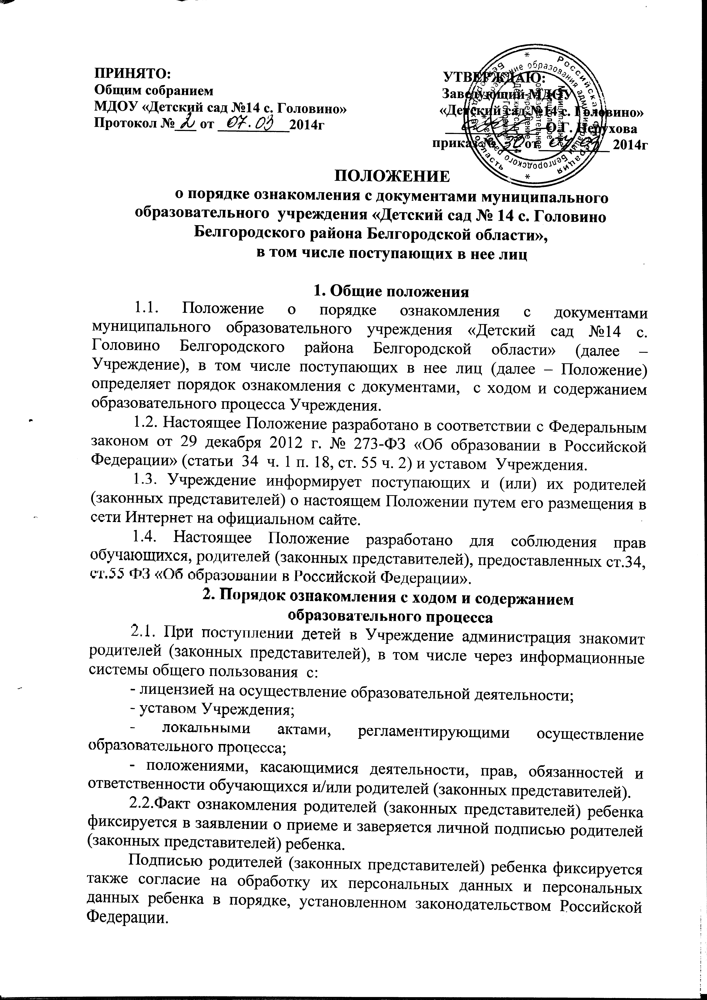 ПРИНЯТО:
Общим собранием
МДОУ «Детский сад №14 с. Головино»
Протокол № 2 от 07.03 2014г
УТВЕРЖДАЮ:
Заведующий МДОУ
«Детский сад №14 с. Головино»
О.Г. Перухова
приказ № 30 от 2014г
Российская Федерация
Белгородская область
управление образования администрации Белгородского района
Муниципальное
дошкольное
образовательное
учреждение
ПОЛОЖЕНИЕ
о порядке ознакомления с документами муниципального
образовательного учреждения «Детский сад № 14 с. Головино
Белгородского района Белгородской области»,
в том числе поступающих в нее лиц
1. Общие положения
1.1. Положение о порядке ознакомления с документами
муниципального образовательного учреждения «Детский сад №14 с.
Головино Белгородского района Белгородской области» (далее –
Учреждение), в том числе поступающих в нее лиц (далее – Положение)
определяет порядок ознакомления с документами, с ходом и содержанием
образовательного процесса Учреждения.
1.2. Настоящее Положение разработано в соответствии с Федеральным
законом от 29 декабря 2012 г. № 273-ФЗ «Об образовании в Российской
Федерации» (статьи 34 ч. 1 п. 18, ст. 55 ч. 2) и уставом Учреждения.
1.3. Учреждение информирует поступающих и (или) их родителей
(законных представителей) о настоящем Положении путем его размещения в
сети Интернет на официальном сайте.
1.4. Настоящее Положение разработано для соблюдения прав
обучающихся, родителей (законных представителей), предоставленных ст.34,
ст.55 ФЗ «Об образовании в Российской Федерации».
2. Порядок ознакомления с ходом и содержанием
образовательного процесса
2.1. При поступлении детей в Учреждение администрация знакомит
родителей (законных представителей), в том числе через информационные
системы общего пользования с:
- лицензией на осуществление образовательной деятельности;
- уставом Учреждения;
- локальными актами, регламентирующими осуществление
образовательного процесса;
- положениями, касающимися деятельности, прав, обязанностей и
ответственности обучающихся и/или родителей (законных представителей).
2.2.Факт ознакомления родителей (законных представителей) ребенка
фиксируется в заявлении о приеме и заверяется личной подписью родителей
(законных представителей) ребенка.
Подписью родителей (законных представителей) ребенка фиксируется
также согласие на обработку их персональных данных и персональных
данных ребенка в порядке, установленном законодательством Российской
Федерации.